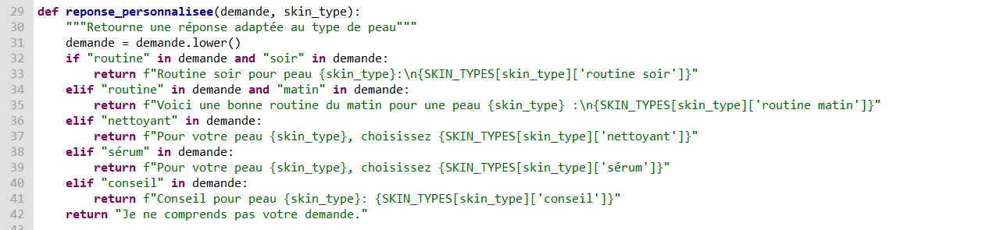 29 def reponse_personnalisee(demande, skin_type):
30     """Retourne une réponse adaptée au type de peau"""
31     demande = demande.lower()
32     if "routine" in demande and "soir" in demande:
33         return f"Routine soir pour peau {skin_type}:\n{SKIN_TYPES[skin_type]['routine soir']}"
34     elif "routine" in demande and "matin" in demande:
35         return f"Voici une bonne routine du matin pour une peau {skin_type} :\n{SKIN_TYPES[skin_type]['routine matin']}"
36     elif "nettoyant" in demande:
37         return f"Pour votre peau {skin_type}, choisissez {SKIN_TYPES[skin_type]['nettoyant']}"
38     elif "sérum" in demande:
39         return f"Pour votre peau {skin_type}, choisissez {SKIN_TYPES[skin_type]['sérum']}"
40     elif "conseil" in demande:
41         return f"Conseil pour peau {skin_type}: {SKIN_TYPES[skin_type]['conseil']}"
42     return "Je ne comprends pas votre demande."